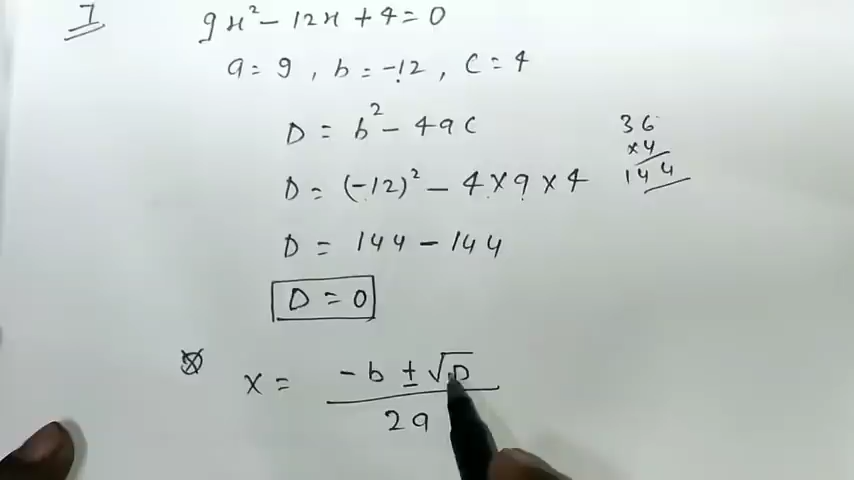 I
9x² - 12x + 4 = 0
a = 9 , b = -12 , c = 4
D = b² - 4ac
36
×4
144
D = (-12)² - 4 × 9 × 4
D = 144 - 144
D = 0
x = (-b ± √D) / 2a